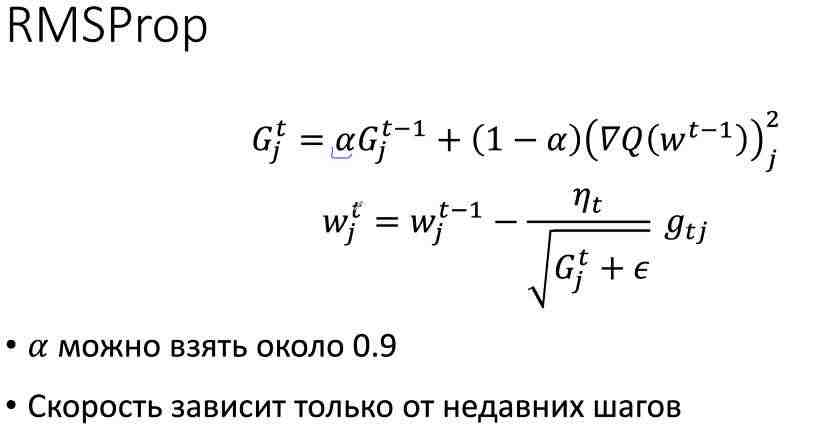 RMSProp
$G_j^t = \alpha G_j^{t-1} + (1 - \alpha)\left(\nabla Q(w^{t-1})\right)_j^2$
$w_j^t = w_j^{t-1} - \frac{\eta_t}{\sqrt{G_j^t + \epsilon}} g_{tj}$
• $\alpha$ можно взять около 0.9
• Скорость зависит только от недавних шагов